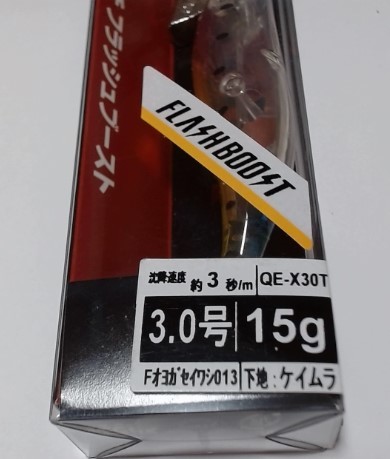 フラッシュブースト
FLASHBOOST
沈降速度 約3秒/m QE-X30T
3.0号 15g
Fオヨガセイワシ013 下地:ケイムラ